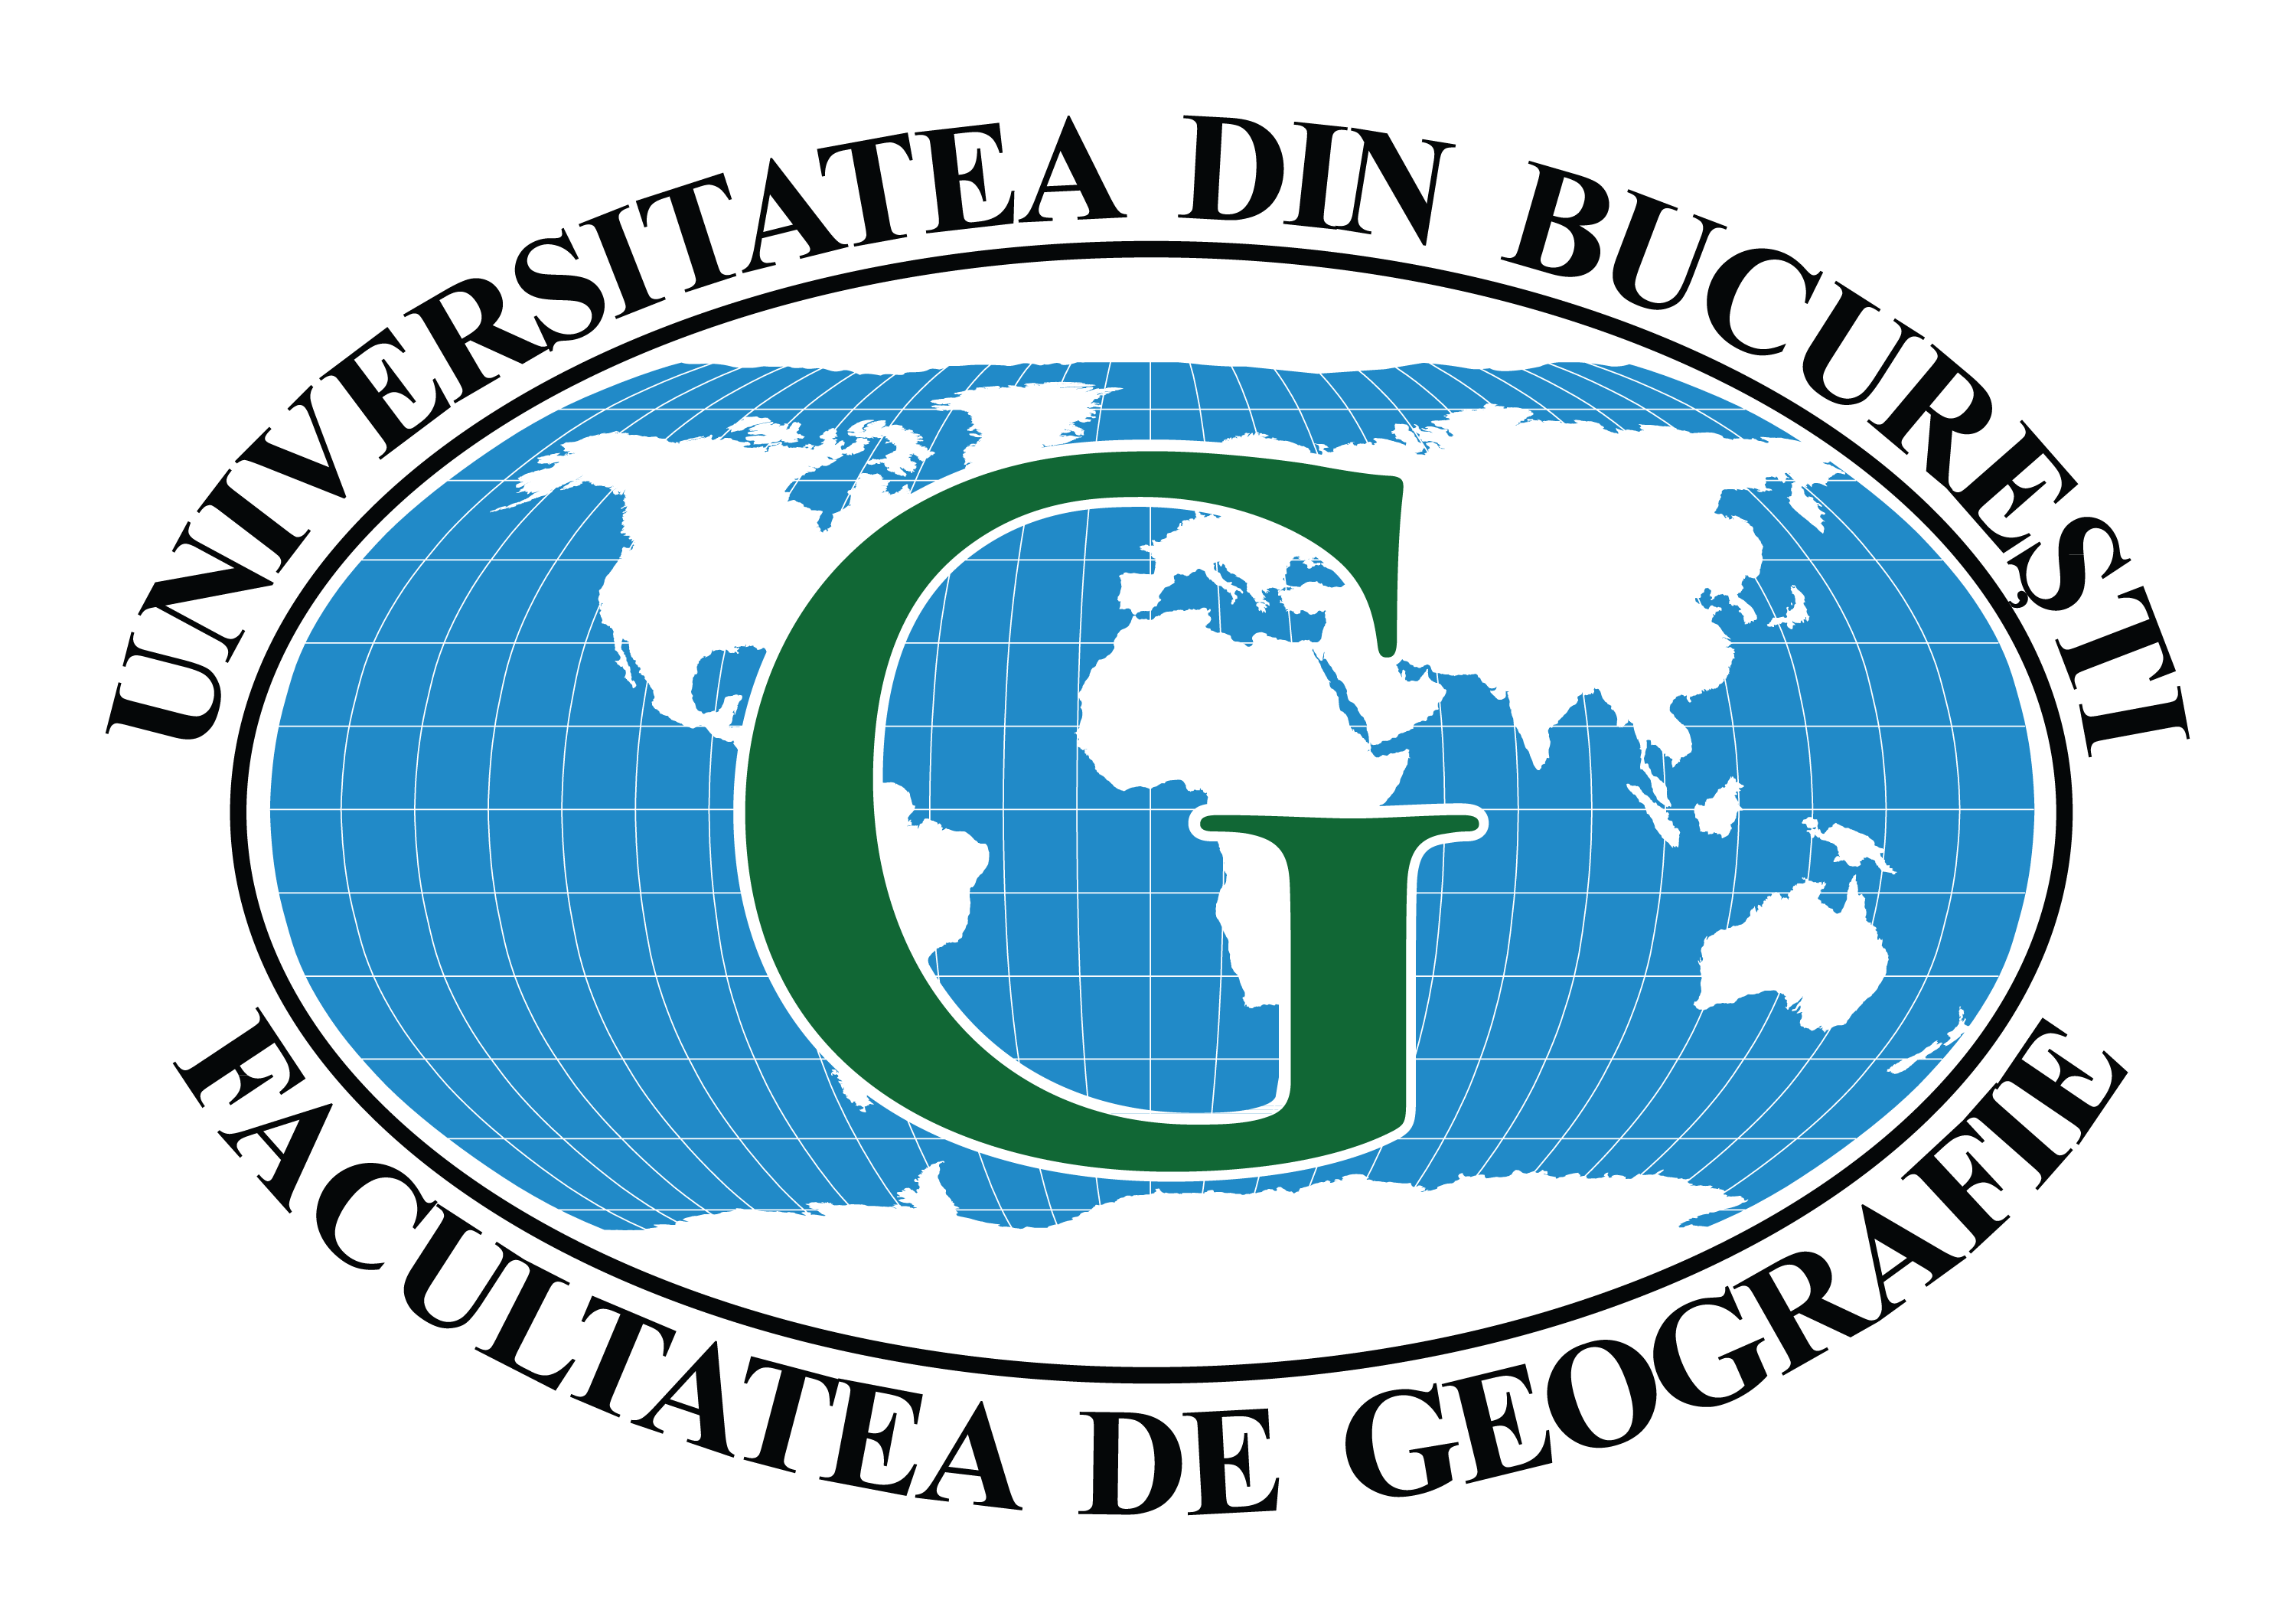 UNIVERSITATEA DIN BUCUREȘTI
G
FACULTATEA DE GEOGRAFIE